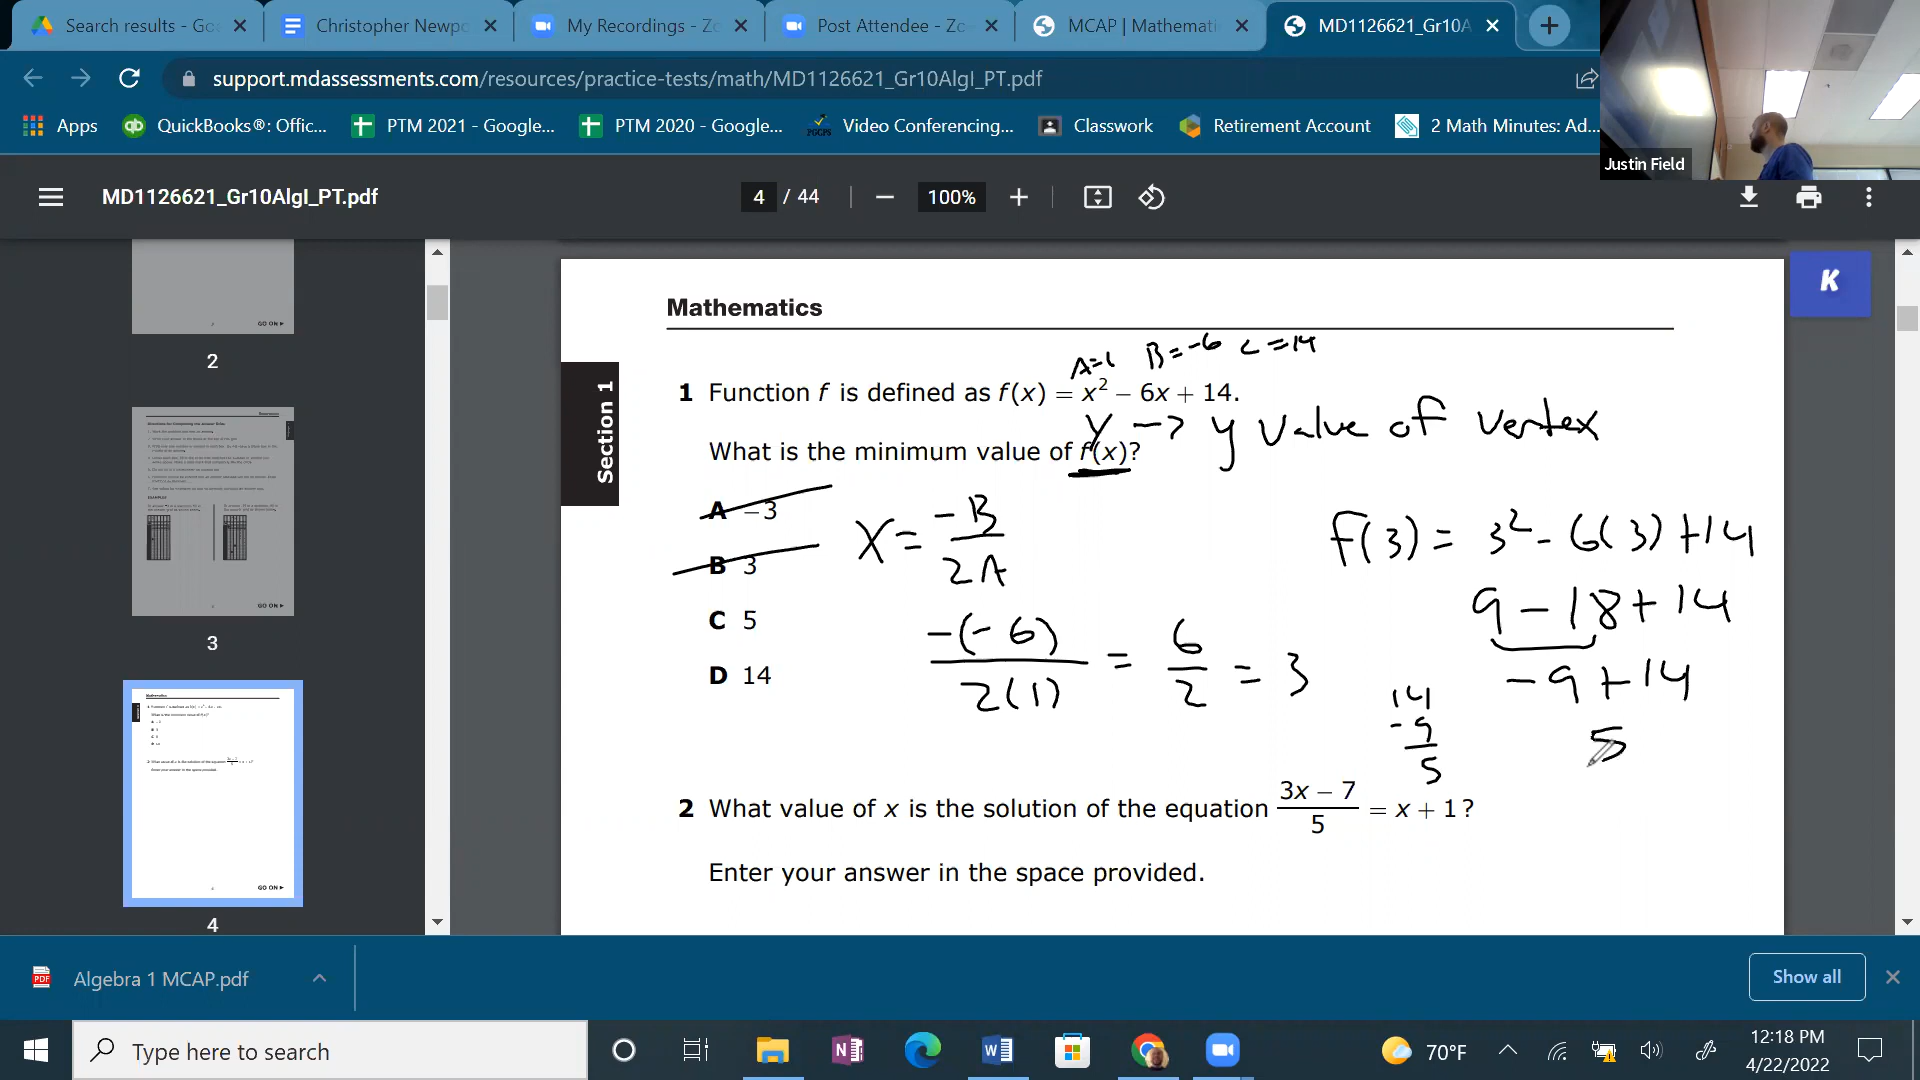 Search results - Goo
Christopher Newpo
My Recordings - Zo
Post Attendee - Zo
MCAP | Mathemati
MD1126621_Gr10A
support.mdassessments.com/resources/practice-tests/math/MD1126621_Gr10AlgI_PT.pdf
Apps
QuickBooks®: Offic...
PTM 2021 - Google...
PTM 2020 - Google...
Video Conferencing...
Classwork
Retirement Account
2 Math Minutes: Ad...
Justin Field
MD1126621_Gr10AlgI_PT.pdf
4 / 44
100%
GO ON
2
GO ON
3
GO ON
4
K
Mathematics
Section 1
A=1 B=-6 C=14
1 Function f is defined as f(x) = x² − 6x + 14.
y → y value of vertex
What is the minimum value of f(x)?
A −3
B 3
C 5
D 14
X = -B / 2A
-(-6) / 2(1) = 6 / 2 = 3
f(3) = 3² - 6(3) + 14
9 - 18 + 14
-9 + 14
5
14
-9
5
2 What value of x is the solution of the equation (3x − 7) / 5 = x + 1?
Enter your answer in the space provided.
Algebra 1 MCAP.pdf
Show all
Type here to search
70°F
12:18 PM
4/22/2022